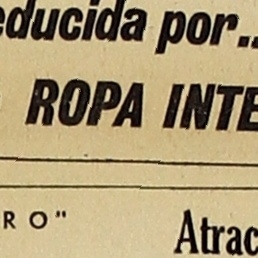 educida por..
ROPA INTE
RO"
Atrac